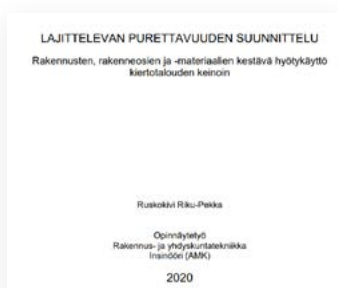 LAJITTELEVAN PURETTAVUUDEN SUUNNITTELU
Rakennusten, rakenneosien ja -materiaalien kestävä hyötykäyttö
kiertotalouden keinoin
Ruskokivi Riku-Pekka
Opinnäytetyö
Rakennus- ja yhdyskuntatekniikka
Insinööri (AMK)
2020